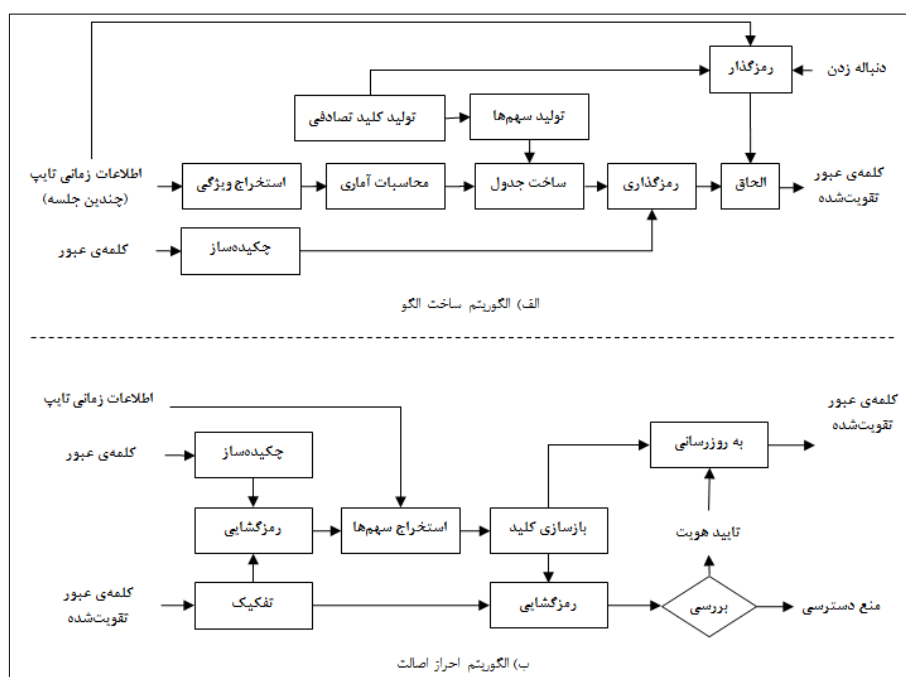 رمزگذار
دنباله زدن
تولید کلید تصادفی
تولید سهم‌ها
اطلاعات زمانی تایپ
(چندین جلسه)
استخراج ویژگی
محاسبات آماری
ساخت جدول
رمزگذاری
الحاق
کلمه‌ی عبور
تقویت‌شده
کلمه‌ی عبور
چکیده‌ساز
الف) الگوریتم ساخت الگو
اطلاعات زمانی تایپ
کلمه‌ی عبور
تقویت‌شده
کلمه‌ی عبور
چکیده‌ساز
به روزرسانی
رمزگشایی
استخراج سهم‌ها
بازسازی کلید
تایید هویت
کلمه‌ی عبور
تقویت‌شده
تفکیک
رمزگشایی
بررسی
منع دسترسی
ب) الگوریتم احراز اصالت